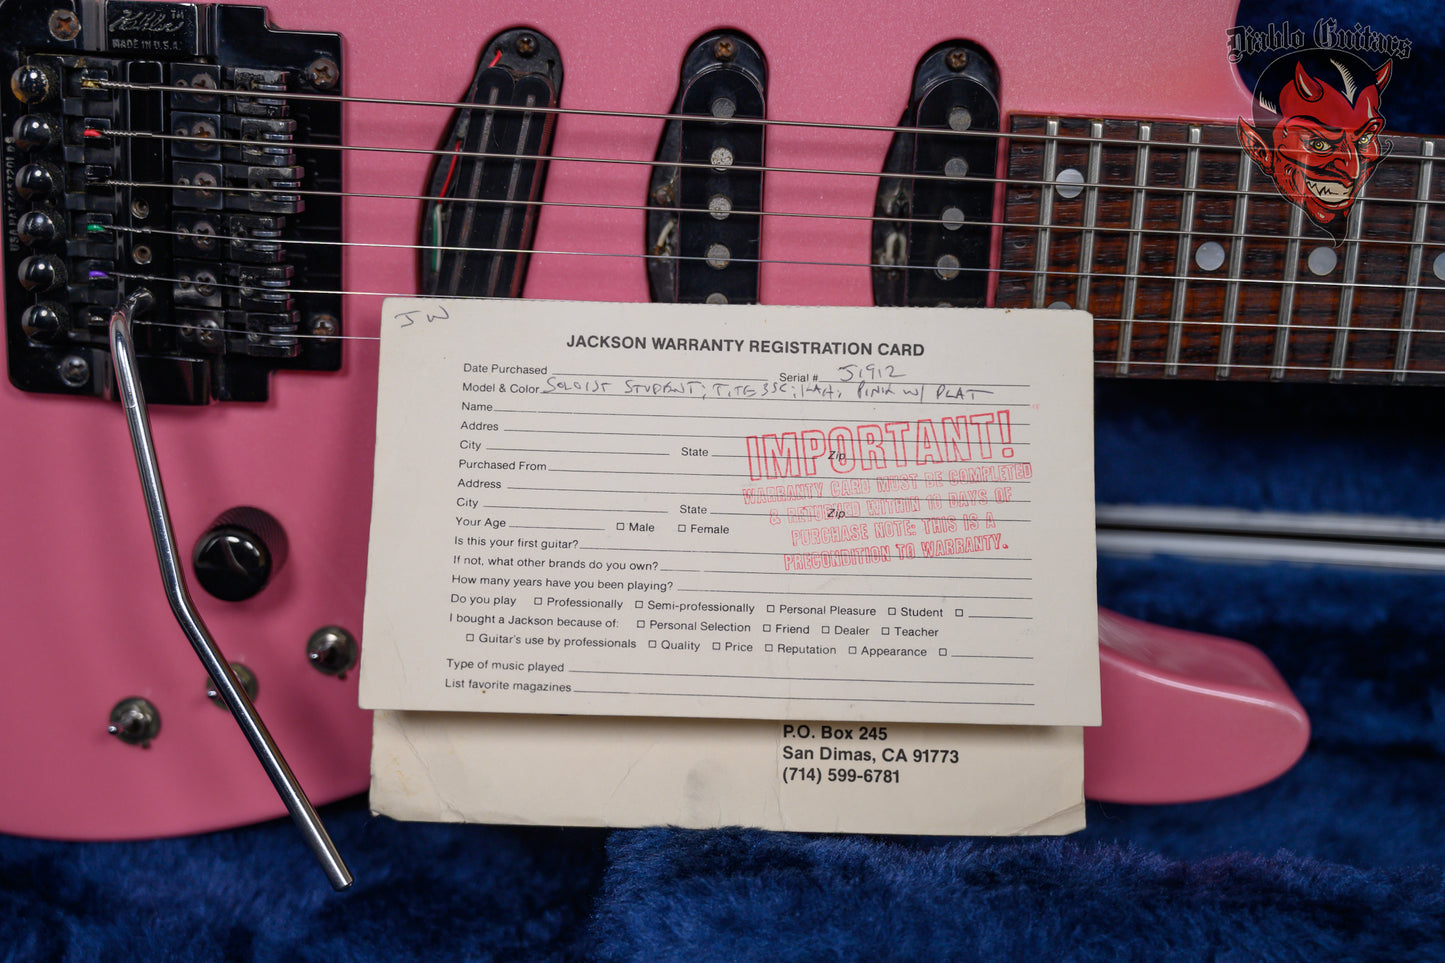 Kahler™
MADE IN U.S.A.
Diablo Guitars
JW
JACKSON WARRANTY REGISTRATION CARD
Date Purchased Serial # J1912
Model & Color SOLOIST STUDENT; PINK W/ PLAT
Name
Addres
City State Zip
Purchased From
Address
City State Zip
Your Age Male Female
IMPORTANT!
WARRANTY CARD MUST BE COMPLETED
& RETURNED WITHIN 10 DAYS OF
PURCHASE NOTE: THIS IS A
PRECONDITION TO WARRANTY.
Is this your first guitar?
If not, what other brands do you own?
How many years have you been playing?
Do you play Professionally Semi-professionally Personal Pleasure Student
I bought a Jackson because of: Personal Selection Friend Dealer Teacher
Guitar's use by professionals Quality Price Reputation Appearance
Type of music played
List favorite magazines
P.O. Box 245
San Dimas, CA 91773
(714) 599-6781